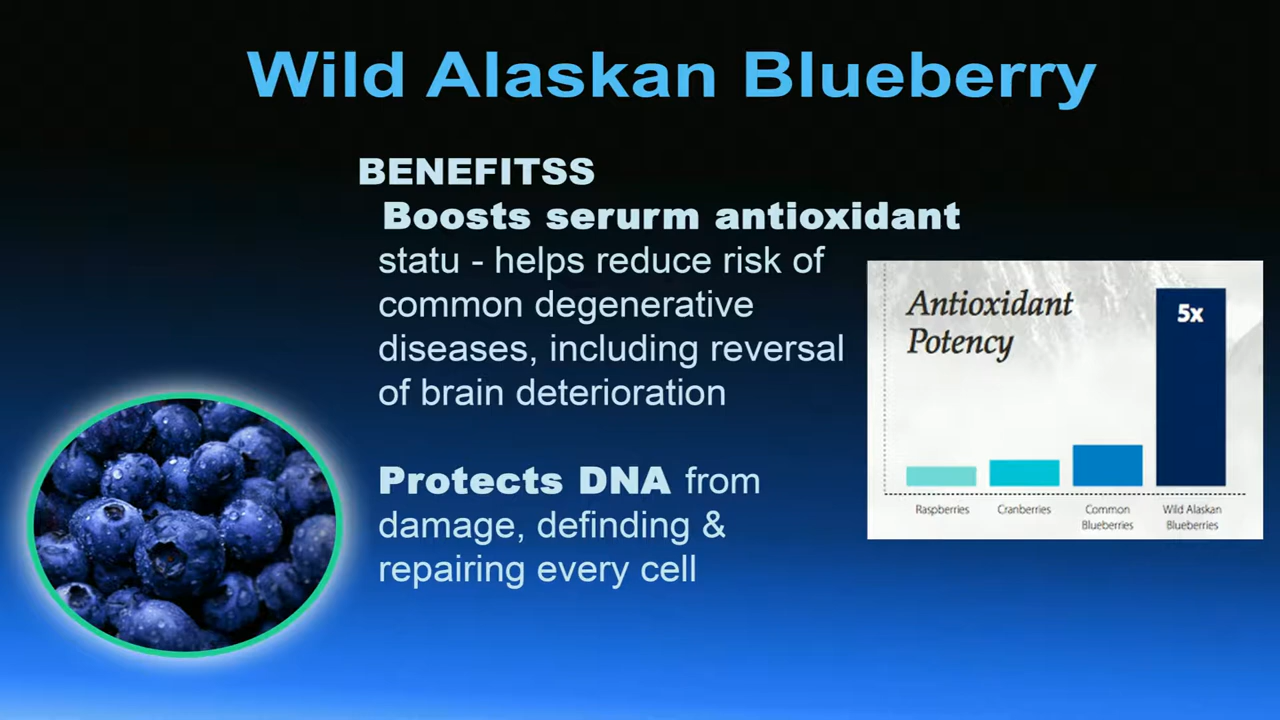 Wild Alaskan Blueberry
BENEFITSS
Boosts serurm antioxidant
statu - helps reduce risk of
common degenerative
diseases, including reversal
of brain deterioration
Protects DNA from
damage, definding &
repairing every cell
Antioxidant
Potency
5x
Raspberries
Cranberries
Common
Blueberries
Wild Alaskan
Blueberries